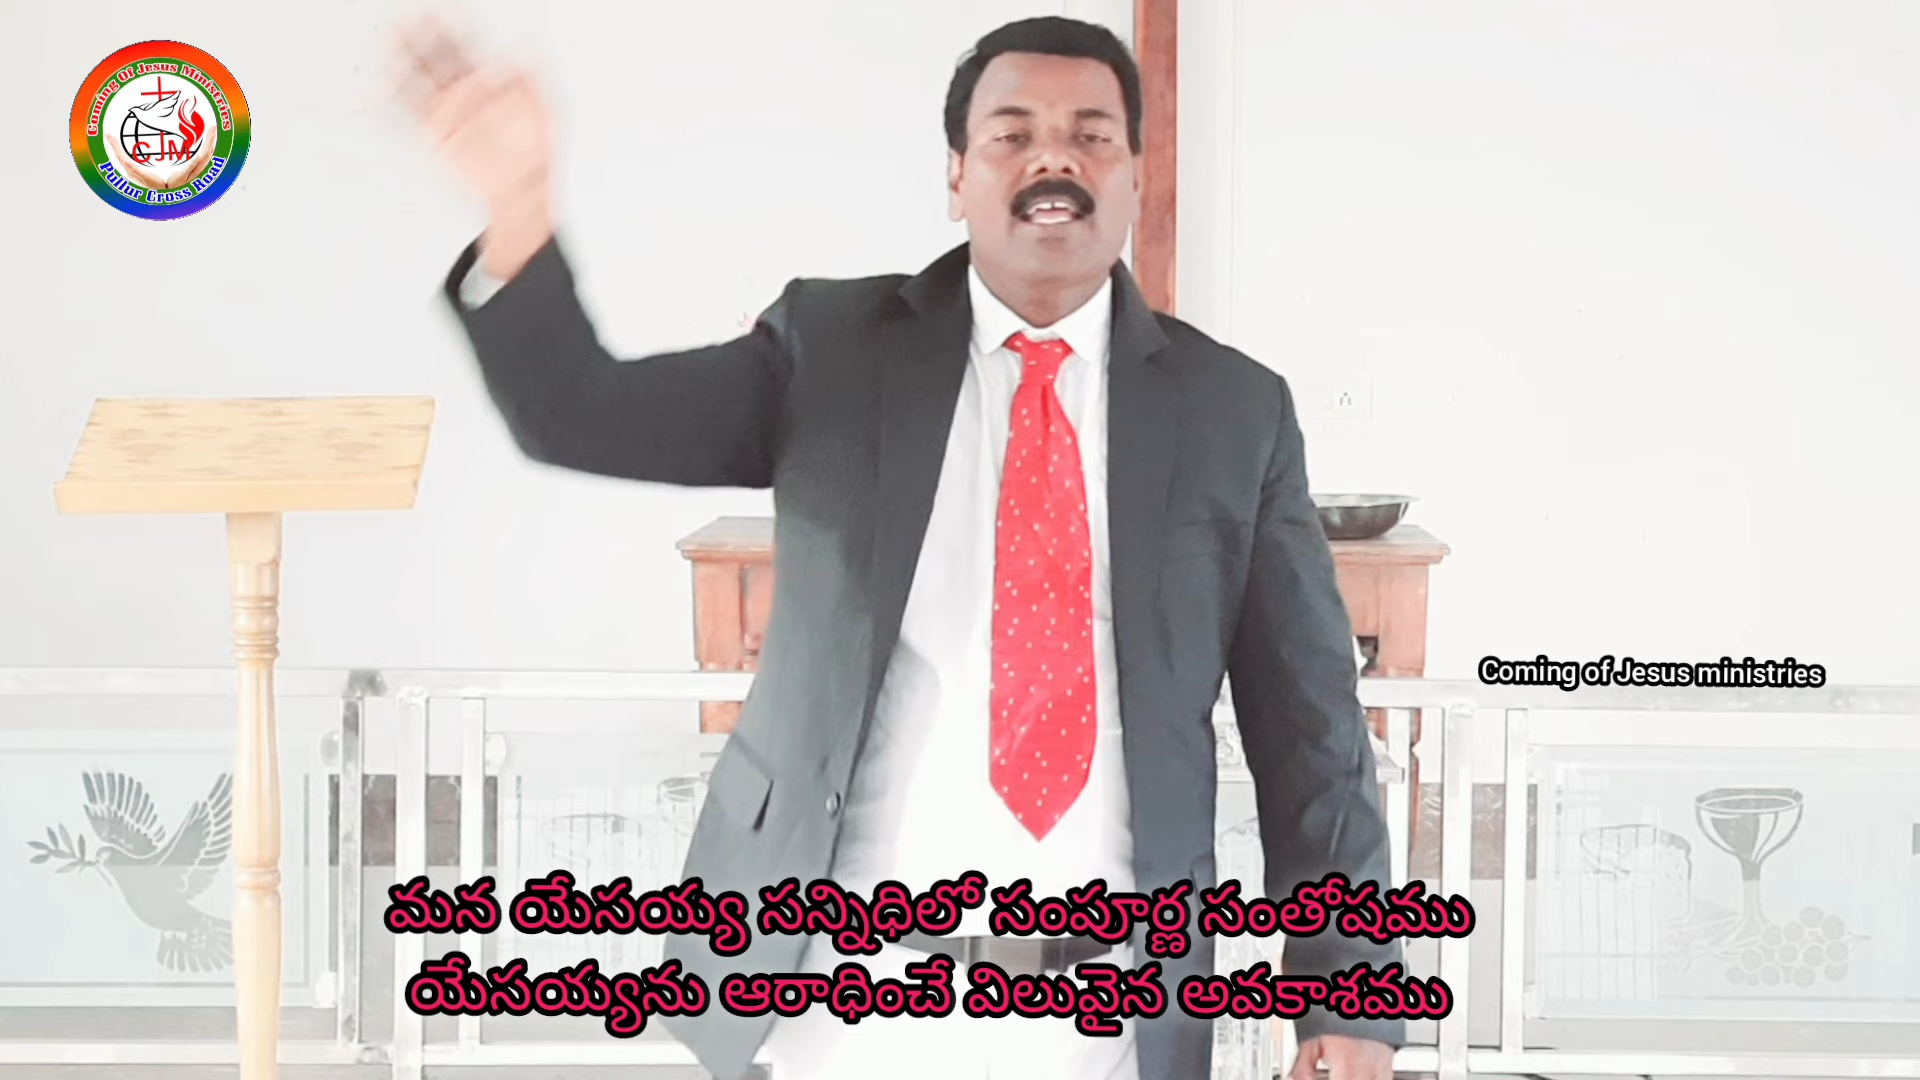 Coming Of Jesus Ministries
CJM
Pullur Cross Road
Coming of Jesus ministries
మన యేసయ్య సన్నిధిలో సంపూర్ణ సంతోషము
యేసయ్యను ఆరాధించే విలువైన అవకాశము